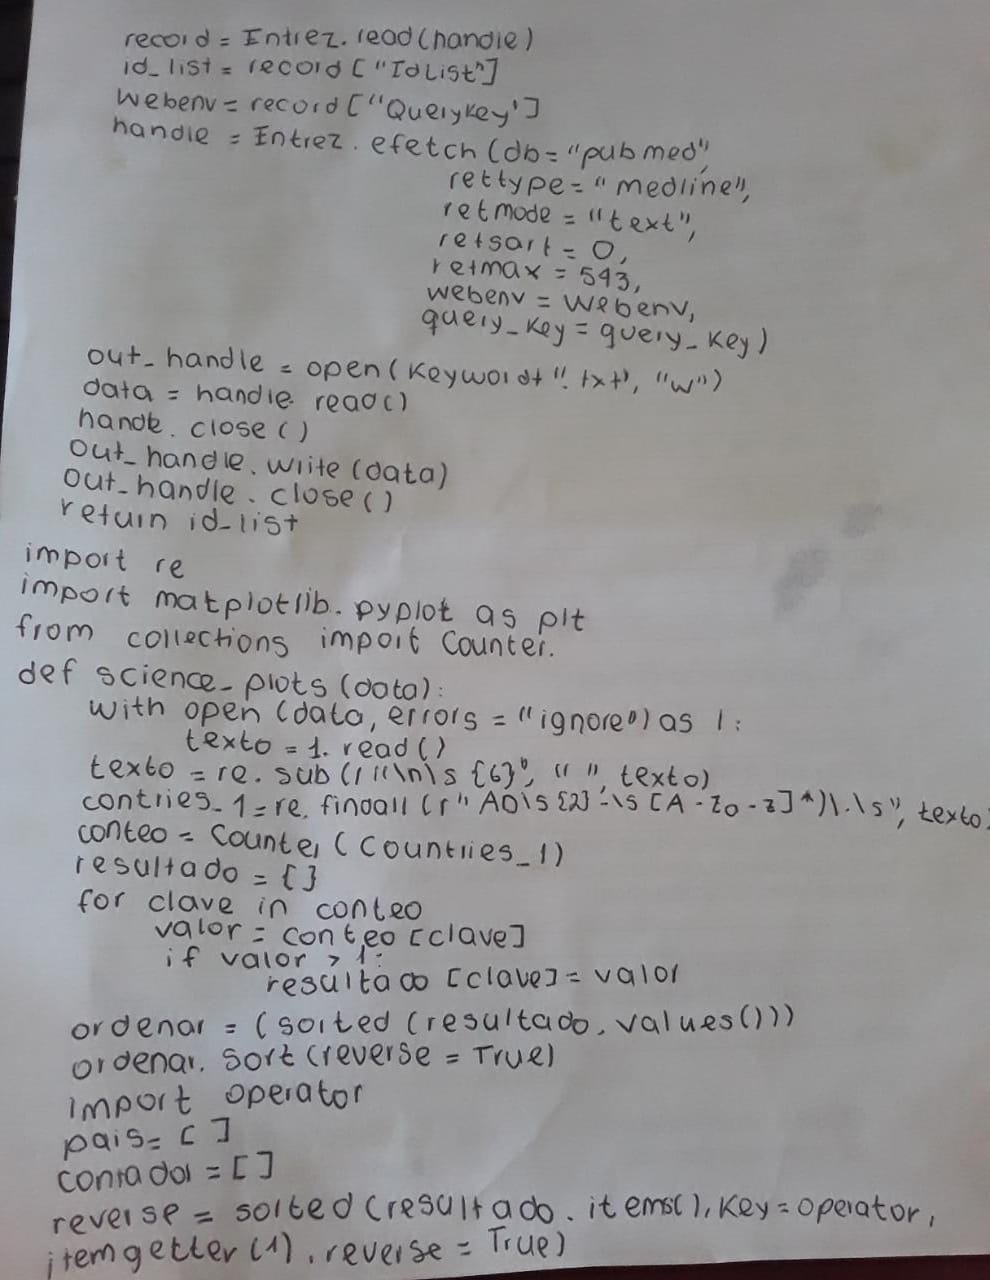 record = Entrez. read(handle)
id_list = record ["IdList"]
Webenv = record ["QueryKey"]
handle = Entrez. efetch (db= "pubmed",
rettype= "medline",
retmode = "text",
retsart = 0,
retmax = 543,
webenv = webenv,
query_key = query_key)
out_handle = open (Keyword+ ".txt", "w")
data = handle read()
handle. close ()
out_handle. write (data)
out_handle. close ()
return id_list
import re
import matplotlib. pyplot as plt
from collections import Counter.
def science_plots (data):
with open (data, errors = "ignore") as 1:
texto = 1. read ()
texto = re. sub (r"\n\s {6}", " ", texto)
contries_1 = re. findall (r" AD\s {2} -\s [A-Za-z] *)\.\s", texto)
conteo = Counter (Countries_1)
resultado = {}
for clave in conteo
valor = conteo [clave]
if valor > 1:
resultado [clave] = valor
ordenar = (sorted (resultado. values()))
ordenar. sort (reverse = True)
import operator
pais= [ ]
contador = [ ]
reverse = sorted (resultado. items(), Key = operator.
itemgetter (1), reverse = True)